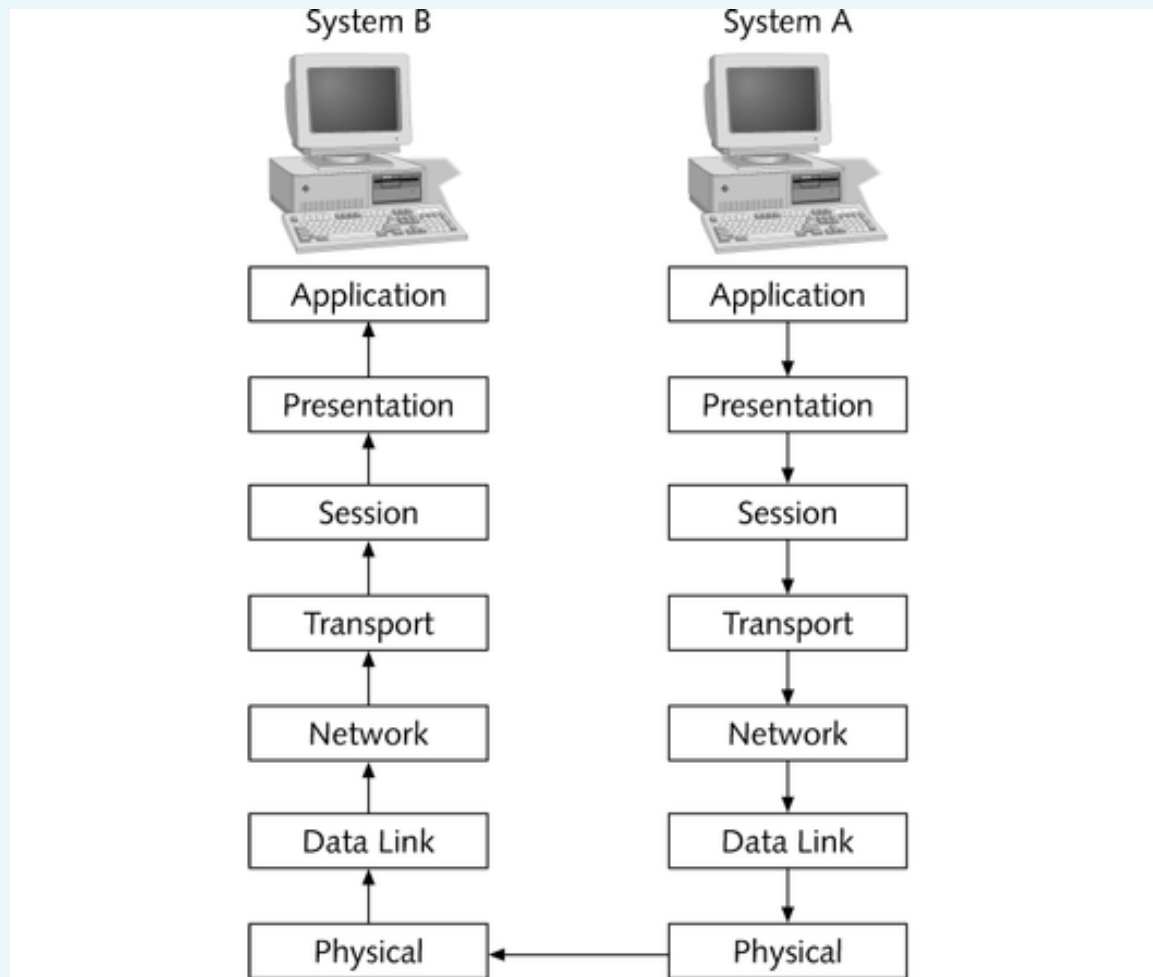 System B
System A
Application
Application
Presentation
Presentation
Session
Session
Transport
Transport
Network
Network
Data Link
Data Link
Physical
Physical